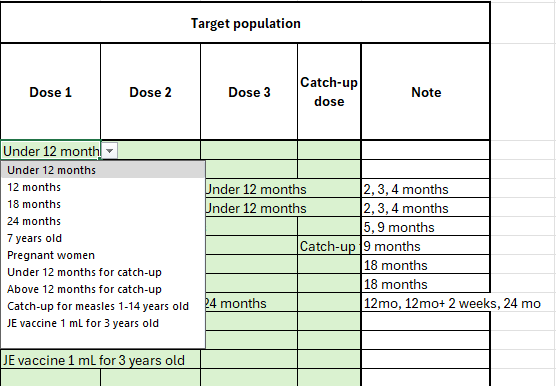 Target population
Dose 1 Dose 2 Dose 3 Catch-up dose Note
Under 12 month
Under 12 months
12 months
18 months
24 months
7 years old
Pregnant women
Under 12 months for catch-up
Above 12 months for catch-up
Catch-up for measles 1-14 years old
JE vaccine 1 mL for 3 years old
Under 12 months 2, 3, 4 months
Under 12 months 2, 3, 4 months
5, 9 months
Catch-up 9 months
18 months
18 months
24 months 12mo, 12mo+ 2 weeks, 24 mo
JE vaccine 1 mL for 3 years old